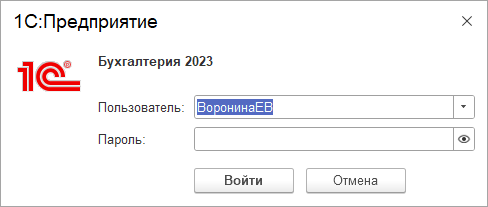 1С:Предприятие
1С
Бухгалтерия 2023
Пользователь: ВоронинаЕВ
Пароль:
Войти Отмена